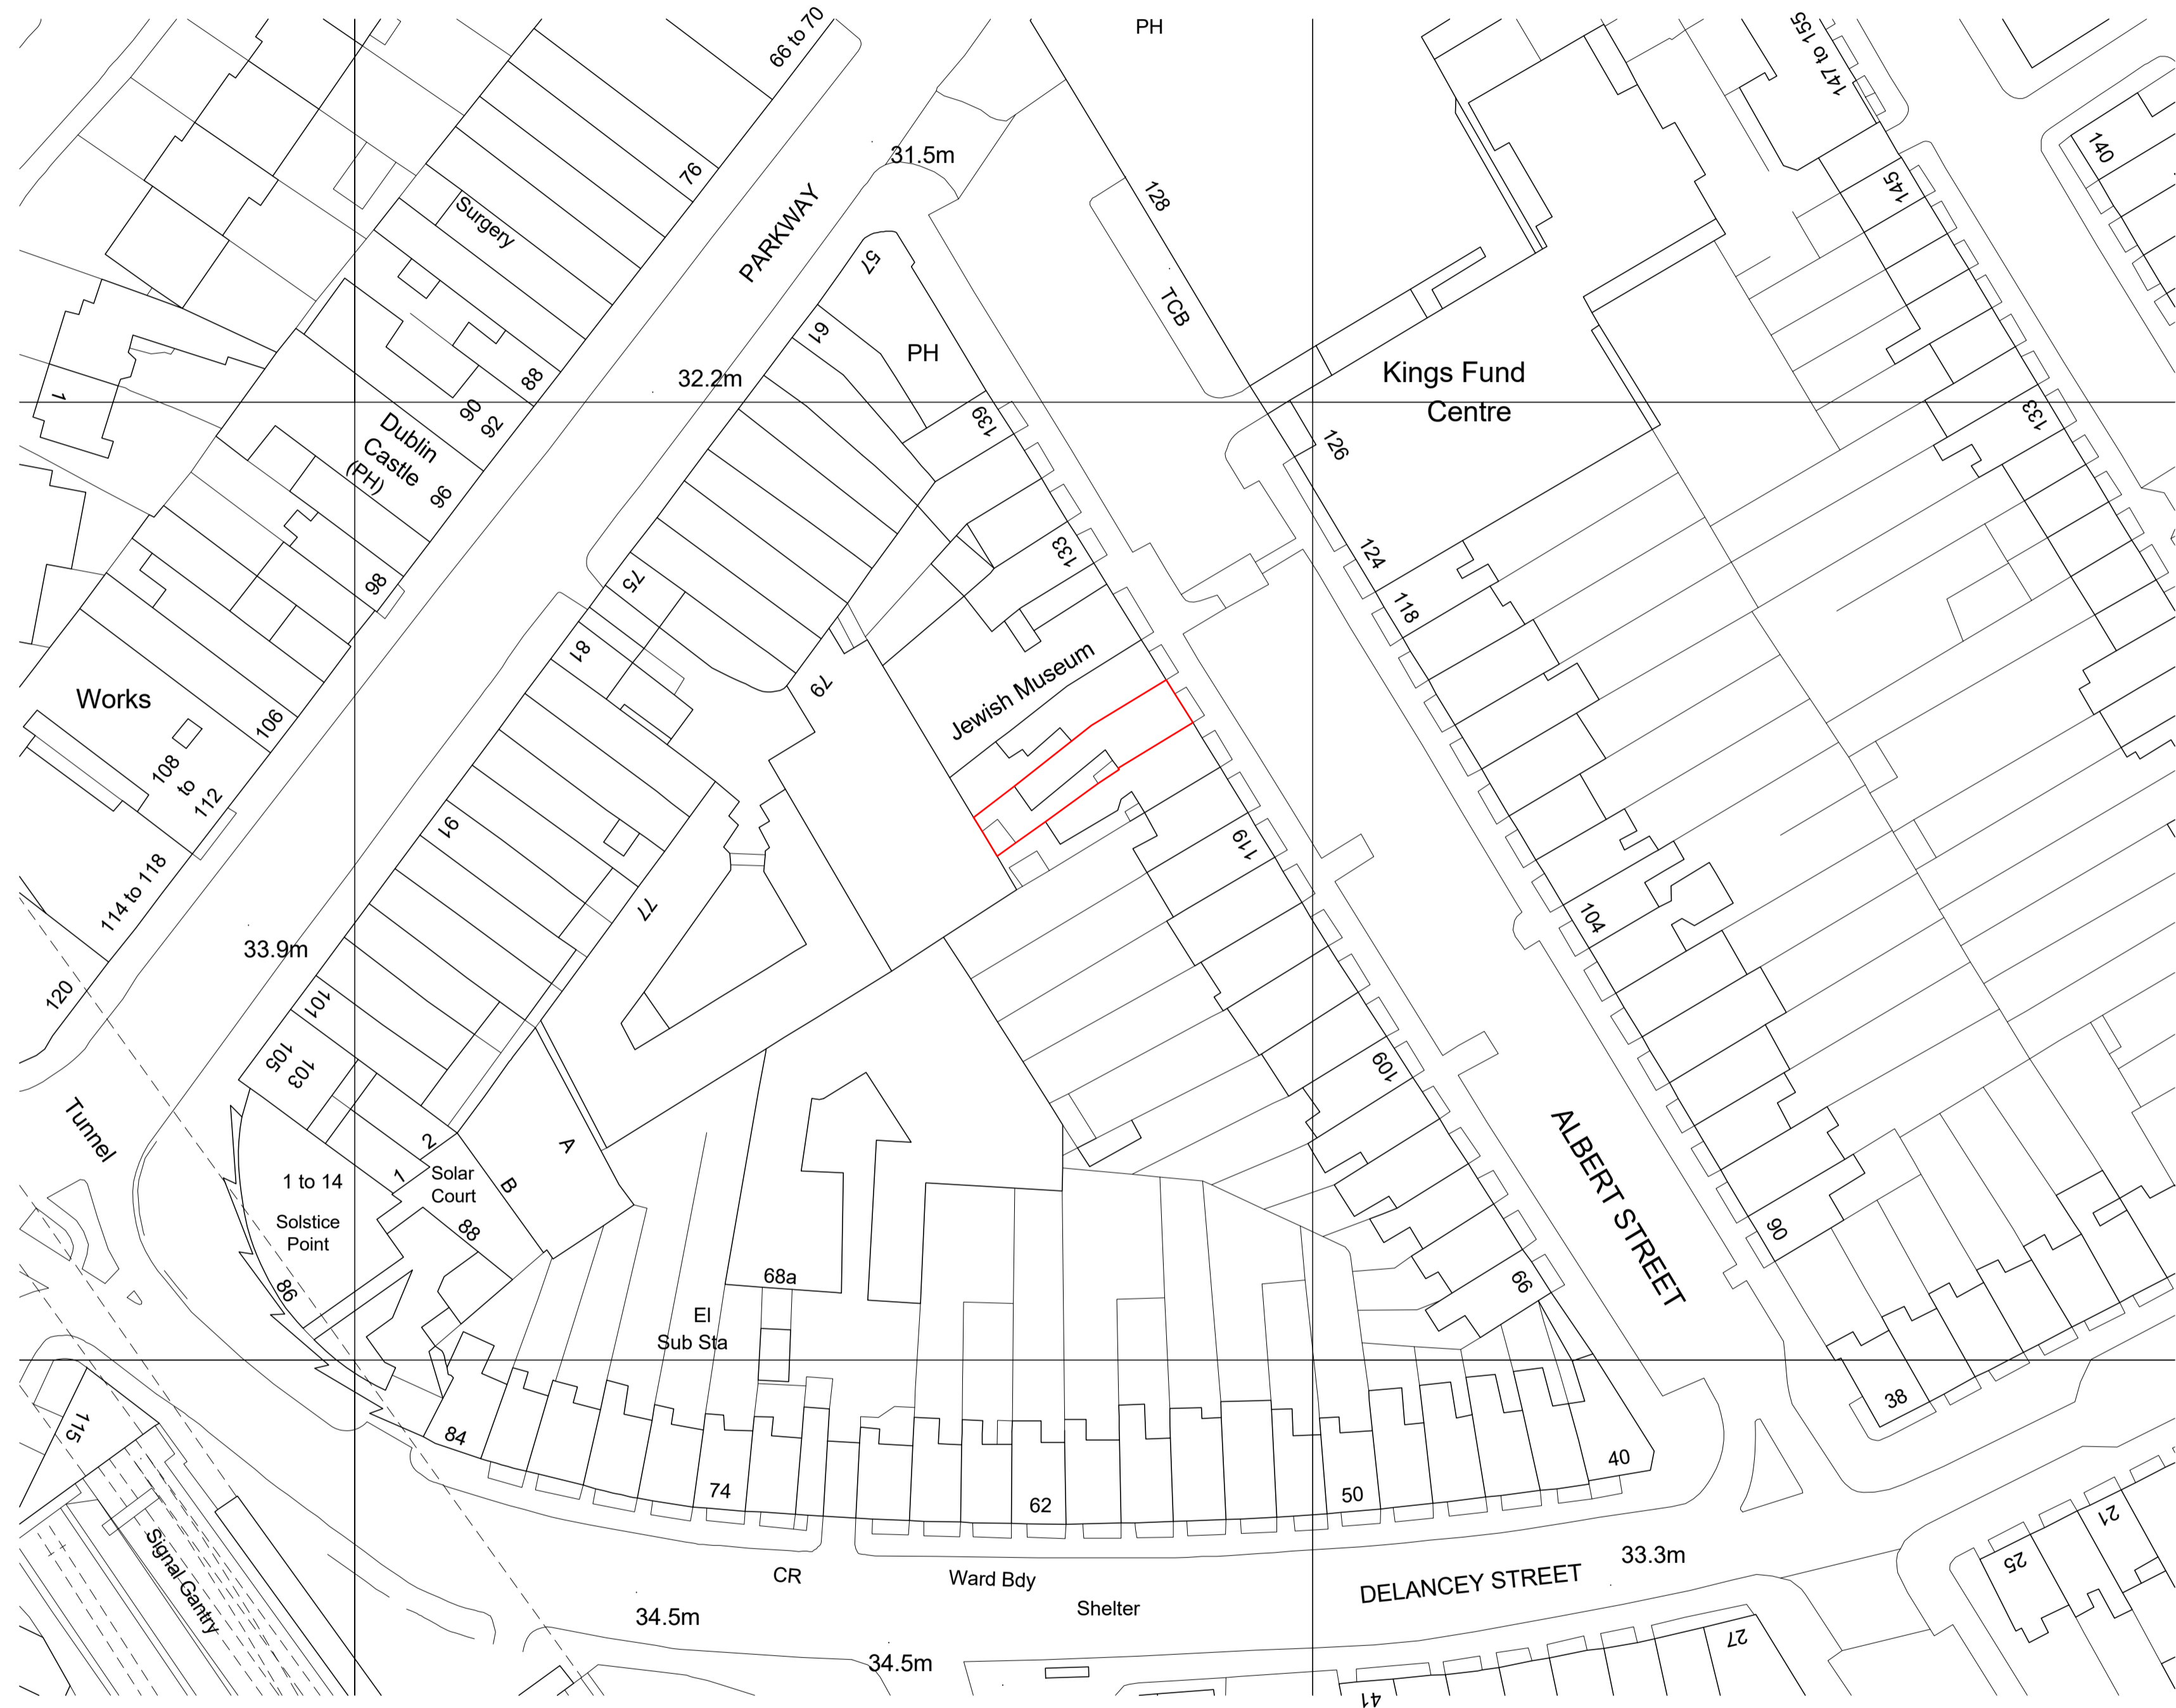 66 to 70
PH
147 to 155
31.5m
140
76
128
145
Surgery
PARKWAY
57
TCB
61
PH
32.2m
88
Kings Fund
Centre
1
90
92
139
133
126
Dublin
Castle
(PH)
96
133
124
98
75
118
81
Jewish Museum
79
Works
106
108
to
112
91
119
114 to 118
77
104
33.9m
120
101
105
103
109
Tunnel
2
A
1
Solar
Court
B
1 to 14
Solstice
Point
88
ALBERT STREET
90
86
68a
99
El
Sub Sta
38
115
84
40
74
62
50
21
Signal Gantry
CR
Ward Bdy
Shelter
DELANCEY STREET
33.3m
25
34.5m
27
34.5m
41